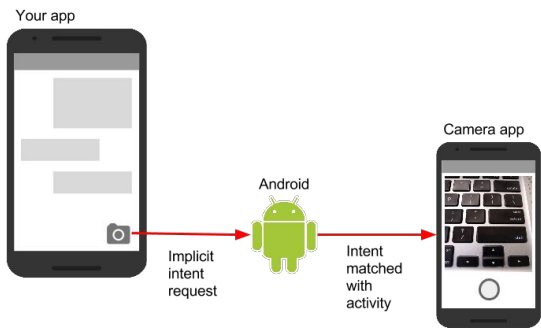 Your app
Camera app
Android
Implicit
intent
request
Intent
matched
with
activity